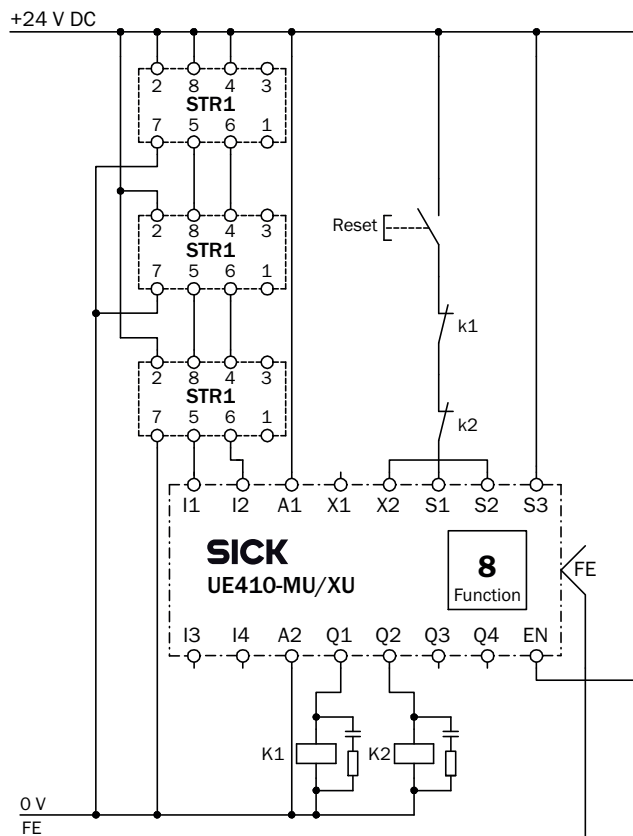 +24 V DC
2 8 4 3
STR1
7 5 6 1
2 8 4 3
STR1
7 5 6 1
Reset
k1
2 8 4 3
STR1
7 5 6 1
k2
I1 I2 A1 X1 X2 S1 S2 S3
SICK
UE410-MU/XU
8
Function
FE
I3 I4 A2 Q1 Q2 Q3 Q4 EN
K1 K2
0 V
FE